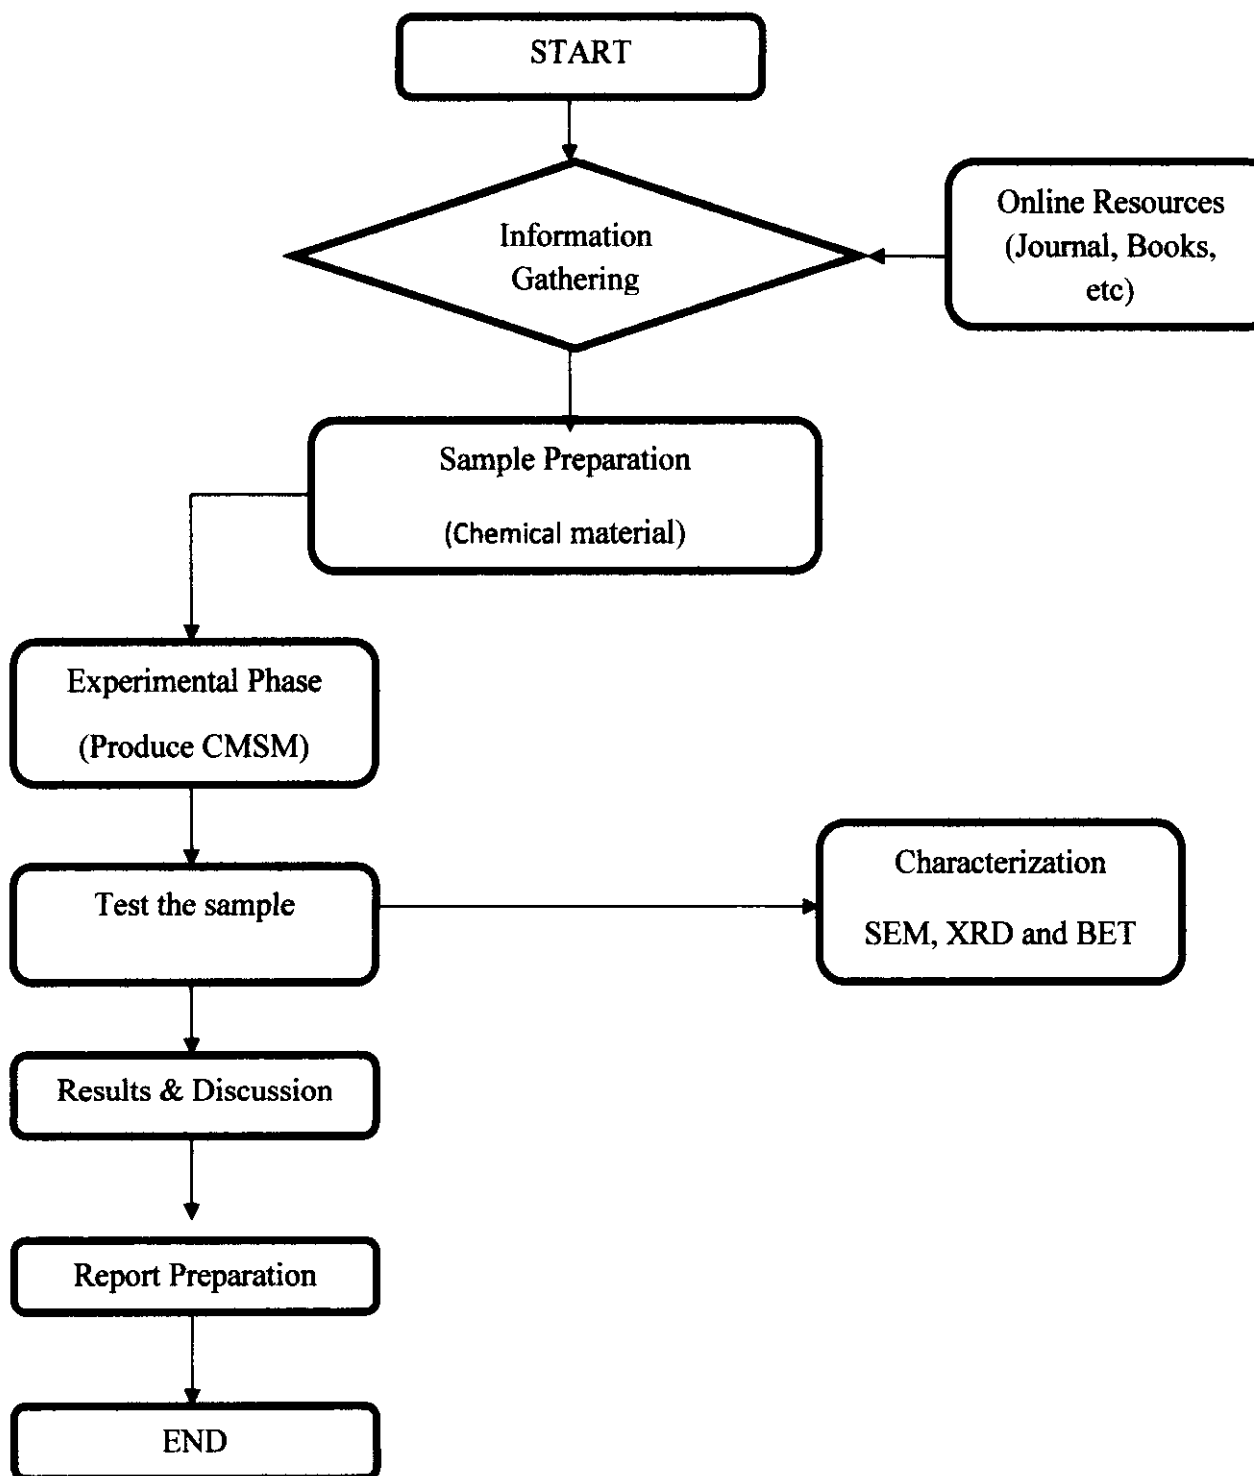 START
Information
Gathering
Online Resources
(Journal, Books,
etc)
Sample Preparation
(Chemical material)
Experimental Phase
(Produce CMSM)
Test the sample
Characterization
SEM, XRD and BET
Results & Discussion
Report Preparation
END